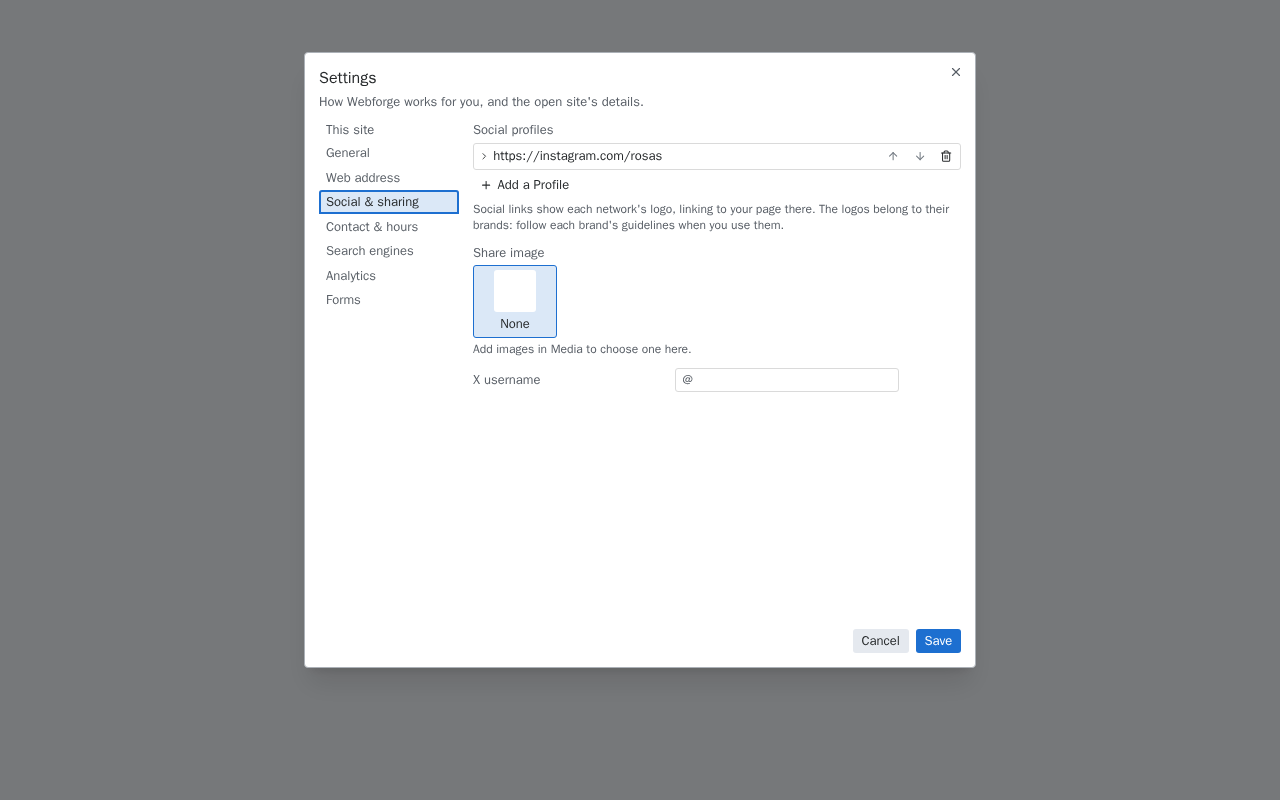 Settings
How Webforge works for you, and the open site's details.
This site
General
Web address
Social & sharing
Contact & hours
Search engines
Analytics
Forms
Social profiles
https://instagram.com/rosas
Add a Profile
Social links show each network's logo, linking to your page there. The logos belong to their
brands: follow each brand's guidelines when you use them.
Share image
None
Add images in Media to choose one here.
X username
@
Cancel
Save